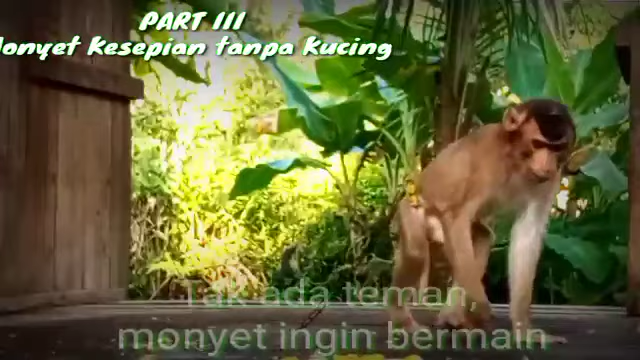 PART III
Monyet Kesepian tanpa Kucing
Tak ada teman,
monyet ingin bermain